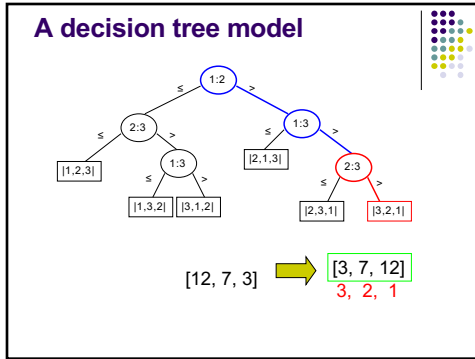 A decision tree model
1:2
≤ >
2:3 1:3
≤ > ≤ >
|1,2,3| 1:3 |2,1,3| 2:3
≤ > ≤ >
|1,3,2| |3,1,2| |2,3,1| |3,2,1|
[12, 7, 3] [3, 7, 12]
3, 2, 1